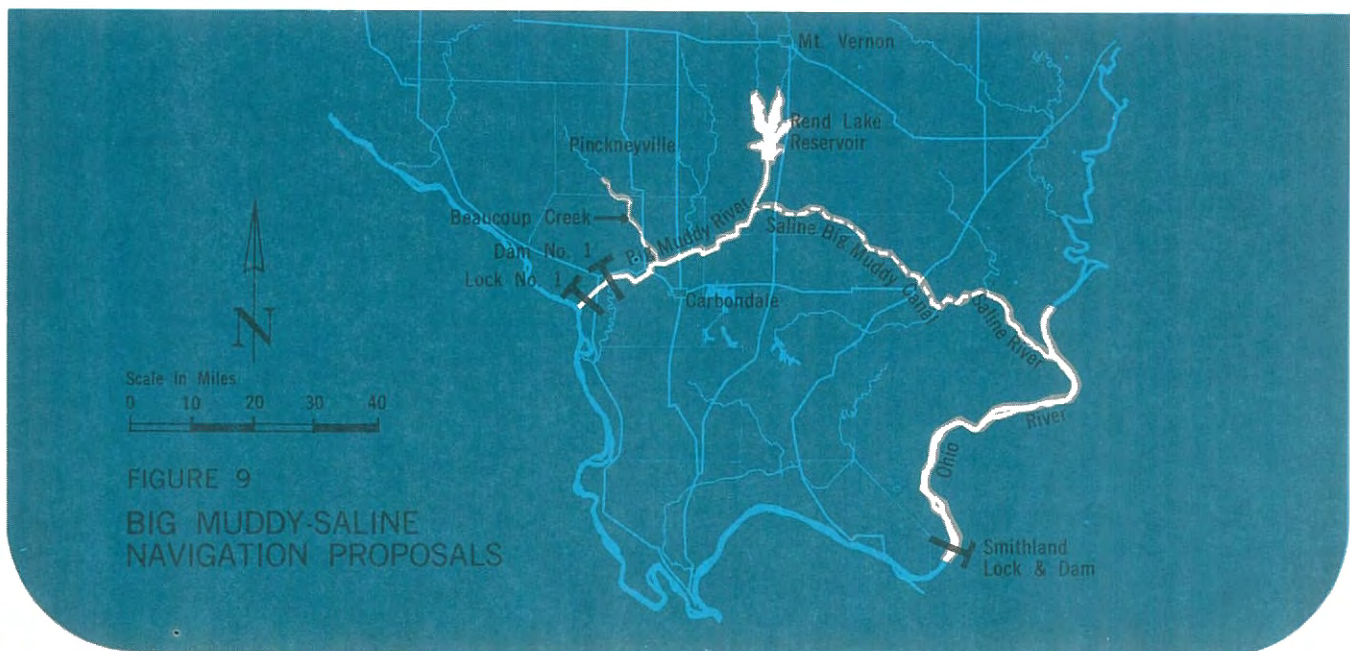 Mt. Vernon
Rend Lake
Reservoir
Pinckneyville
Beaucoup Creek
Big Muddy River
Saline Big Muddy Canal
Dam No. 1
Lock No. 1
Carbondale
Saline River
N
Scale In Miles
0 10 20 30 40
Ohio River
FIGURE 9
BIG MUDDY-SALINE
NAVIGATION PROPOSALS
Smithland
Lock & Dam